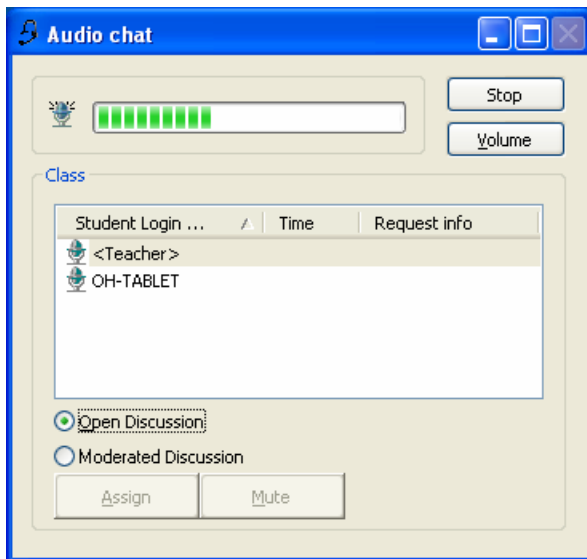 Audio chat
Stop
Volume
Class
Student Login ... Time Request info
<Teacher>
OH-TABLET
Open Discussion
Moderated Discussion
Assign Mute